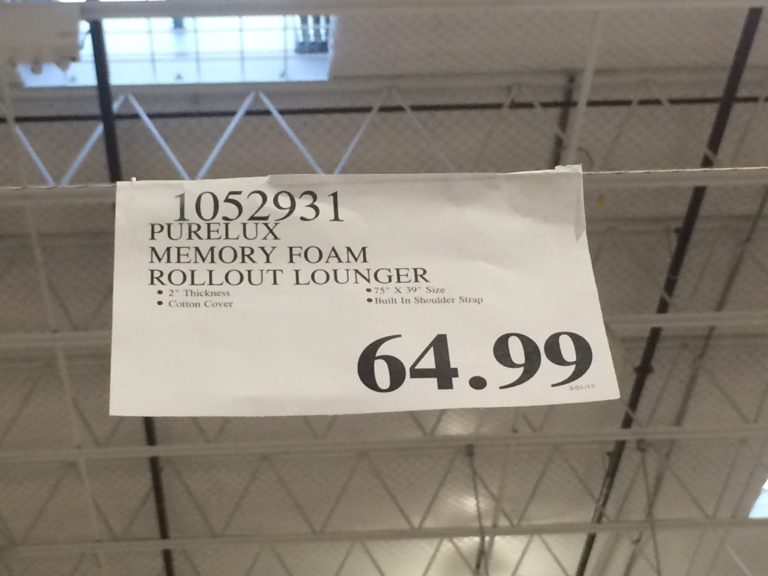 1052931
PURELUX
MEMORY FOAM
ROLLOUT LOUNGER
• 2" Thickness
• Cotton Cover
• 75" X 39" Size
• Built In Shoulder Strap
64.99